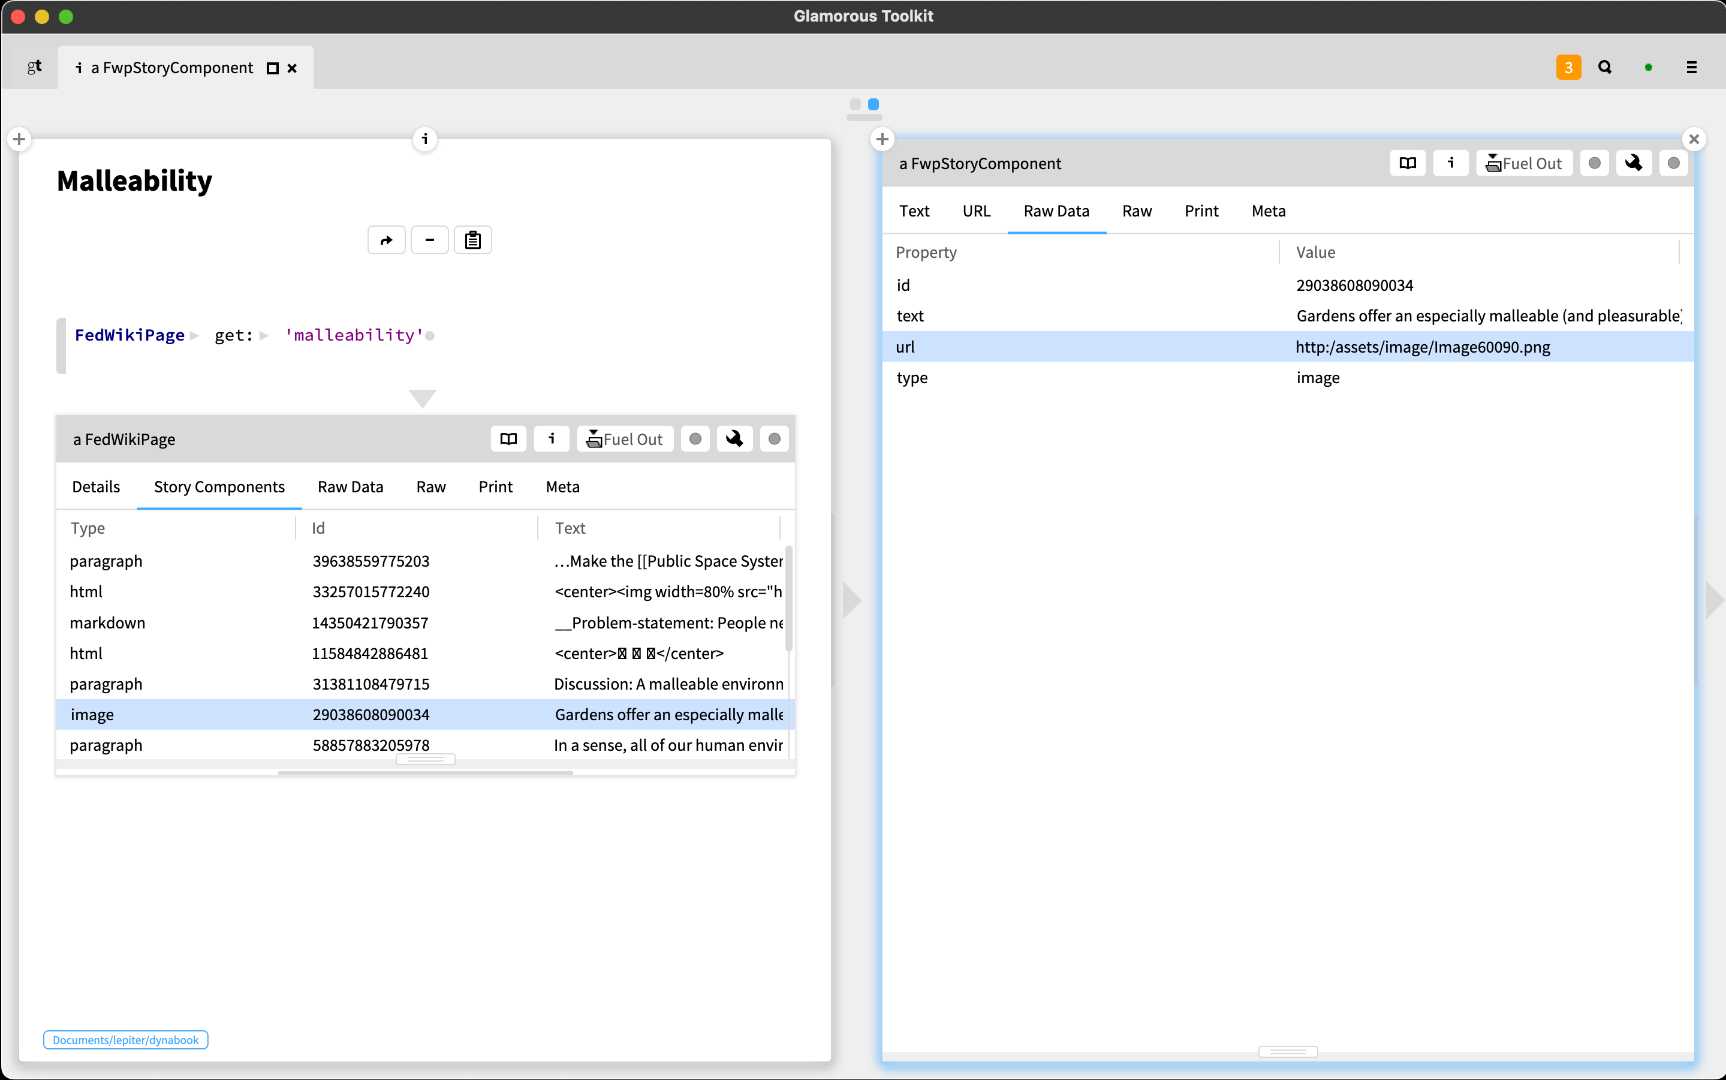 Glamorous Toolkit
gt
i a FwpStoryComponent
3
Malleability
FedWikiPage get: 'malleability'
a FedWikiPage
Fuel Out
Details Story Components Raw Data Raw Print Meta
Type Id Text
paragraph 39638559775203 …Make the [[Public Space System
html 33257015772240 <center><img width=80% src="h
markdown 14350421790357 __Problem-statement: People ne
html 11584842886481 <center> </center>
paragraph 31381108479715 Discussion: A malleable environn
image 29038608090034 Gardens offer an especially malle
paragraph 58857883205978 In a sense, all of our human envir
Documents/lepiter/dynabook
a FwpStoryComponent
i Fuel Out
Text URL Raw Data Raw Print Meta
Property Value
id 29038608090034
text Gardens offer an especially malleable (and pleasurable)
url http:/assets/image/Image60090.png
type image